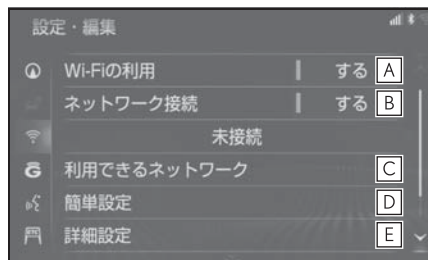 設定・編集
Wi-Fiの利用 する A
ネットワーク接続 する B
未接続
G 利用できるネットワーク C
簡単設定 D
詳細設定 E